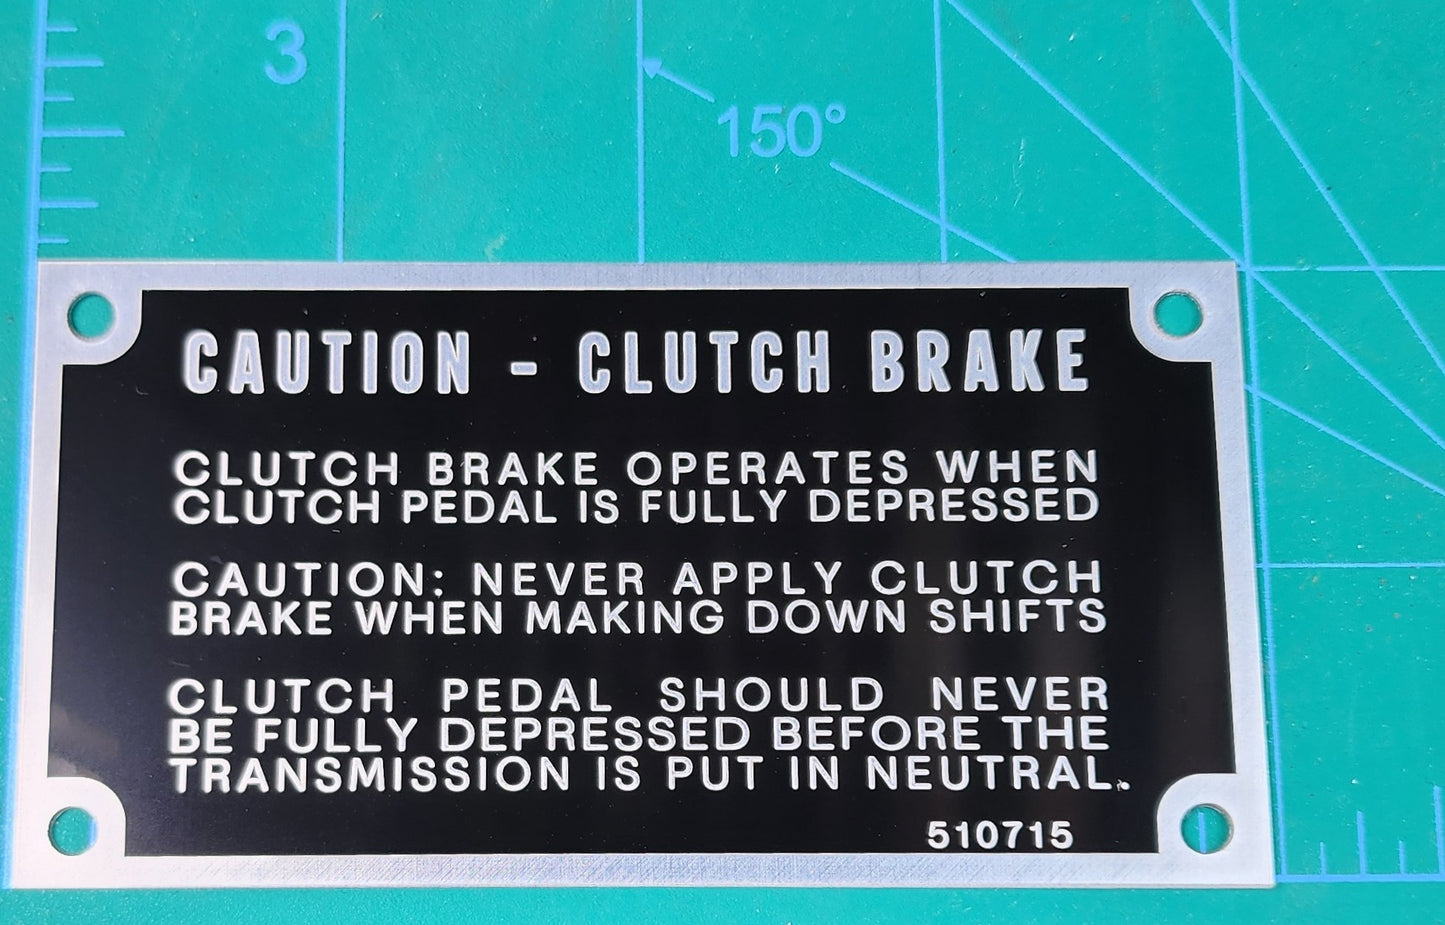 3
150°
CAUTION - CLUTCH BRAKE
CLUTCH BRAKE OPERATES WHEN
CLUTCH PEDAL IS FULLY DEPRESSED
CAUTION: NEVER APPLY CLUTCH
BRAKE WHEN MAKING DOWN SHIFTS
CLUTCH PEDAL SHOULD NEVER
BE FULLY DEPRESSED BEFORE THE
TRANSMISSION IS PUT IN NEUTRAL.
510715